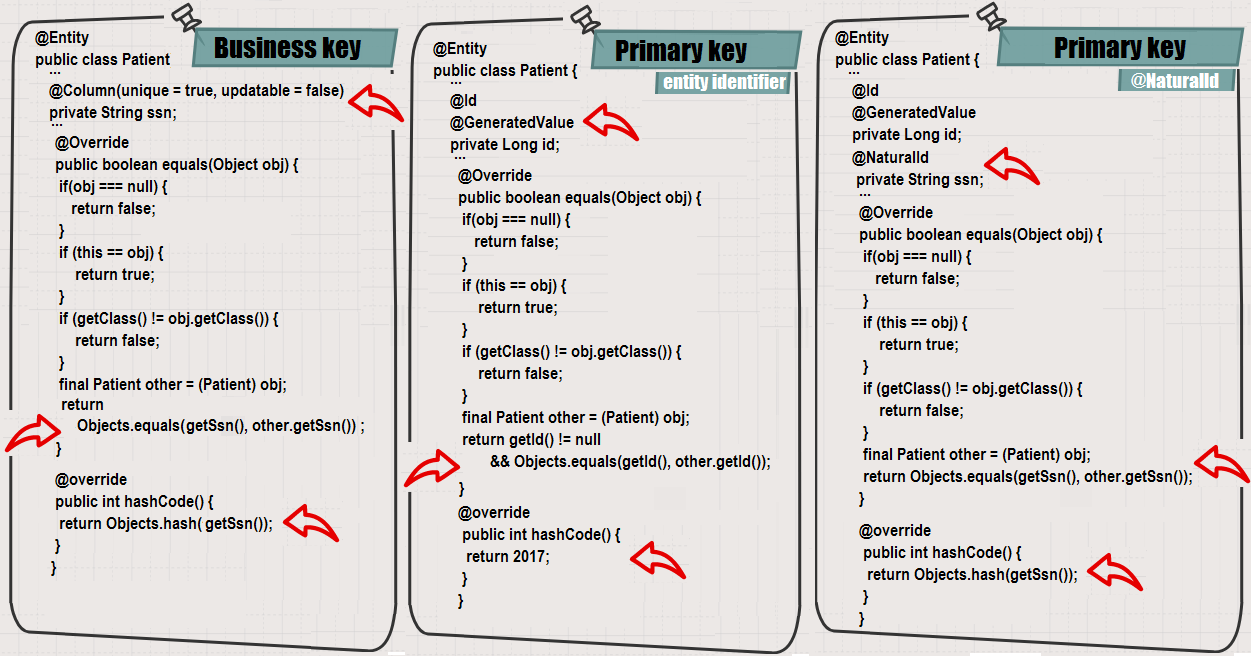 Business key
@Entity
public class Patient
...
@Column(unique = true, updatable = false)
private String ssn;
...
@Override
public boolean equals(Object obj) {
if(obj === null) {
return false;
}
if (this == obj) {
return true;
}
if (getClass() != obj.getClass()) {
return false;
}
final Patient other = (Patient) obj;
return
Objects.equals(getSsn(), other.getSsn()) ;
}
@override
public int hashCode() {
return Objects.hash( getSsn());
}
}
Primary key
entity identifier
@Entity
public class Patient {
...
@Id
@GeneratedValue
private Long id;
...
@Override
public boolean equals(Object obj) {
if(obj === null) {
return false;
}
if (this == obj) {
return true;
}
if (getClass() != obj.getClass()) {
return false;
}
final Patient other = (Patient) obj;
return getId() != null
&& Objects.equals(getId(), other.getId());
}
@override
public int hashCode() {
return 2017;
}
}
Primary key
@NaturalId
@Entity
public class Patient {
...
@Id
@GeneratedValue
private Long id;
@NaturalId
private String ssn;
...
@Override
public boolean equals(Object obj) {
if(obj === null) {
return false;
}
if (this == obj) {
return true;
}
if (getClass() != obj.getClass()) {
return false;
}
final Patient other = (Patient) obj;
return Objects.equals(getSsn(), other.getSsn());
}
@override
public int hashCode() {
return Objects.hash(getSsn());
}
}